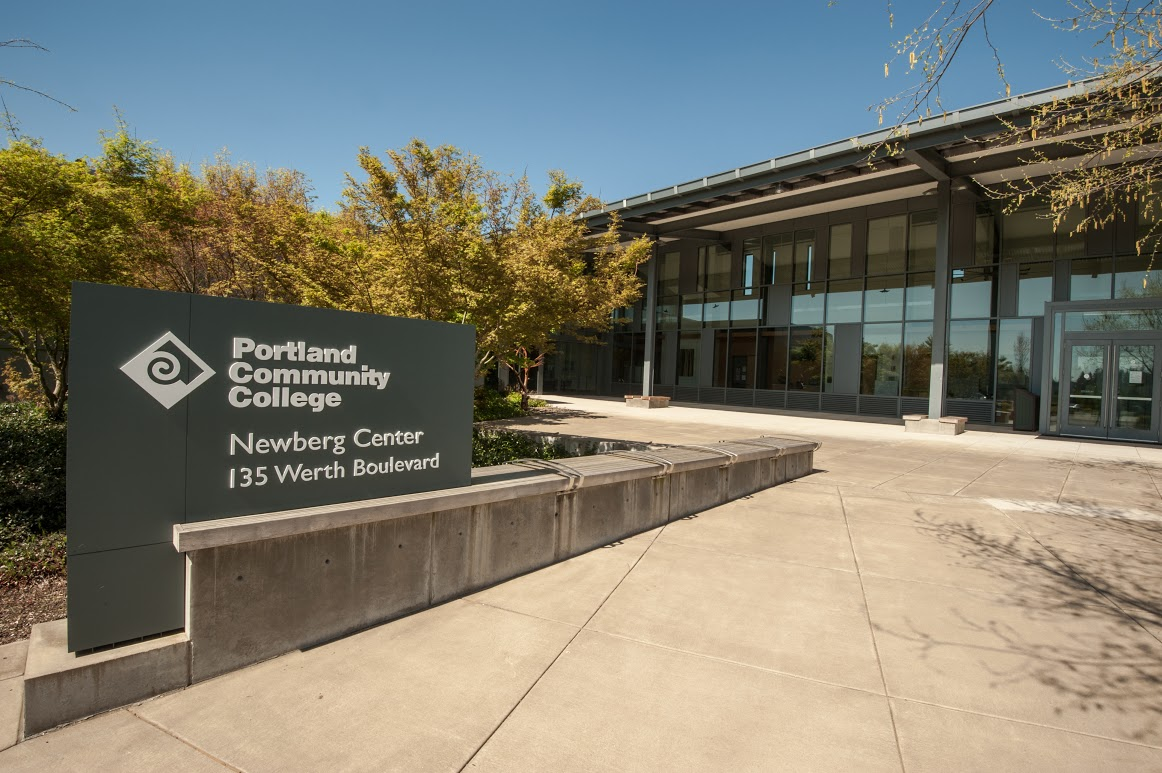 Portland
Community
College
Newberg Center
135 Werth Boulevard